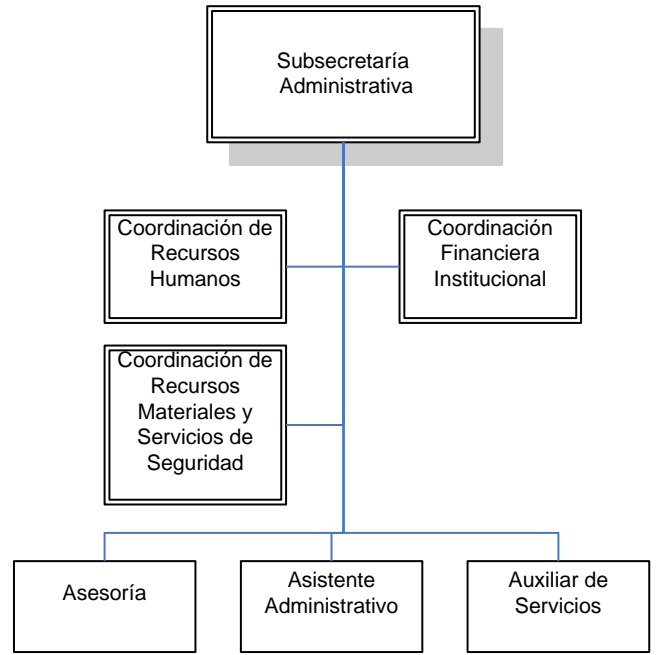 Subsecretaría
Administrativa
Coordinación de
Recursos
Humanos
Coordinación
Financiera
Institucional
Coordinación de
Recursos
Materiales y
Servicios de
Seguridad
Asesoría
Asistente
Administrativo
Auxiliar de
Servicios